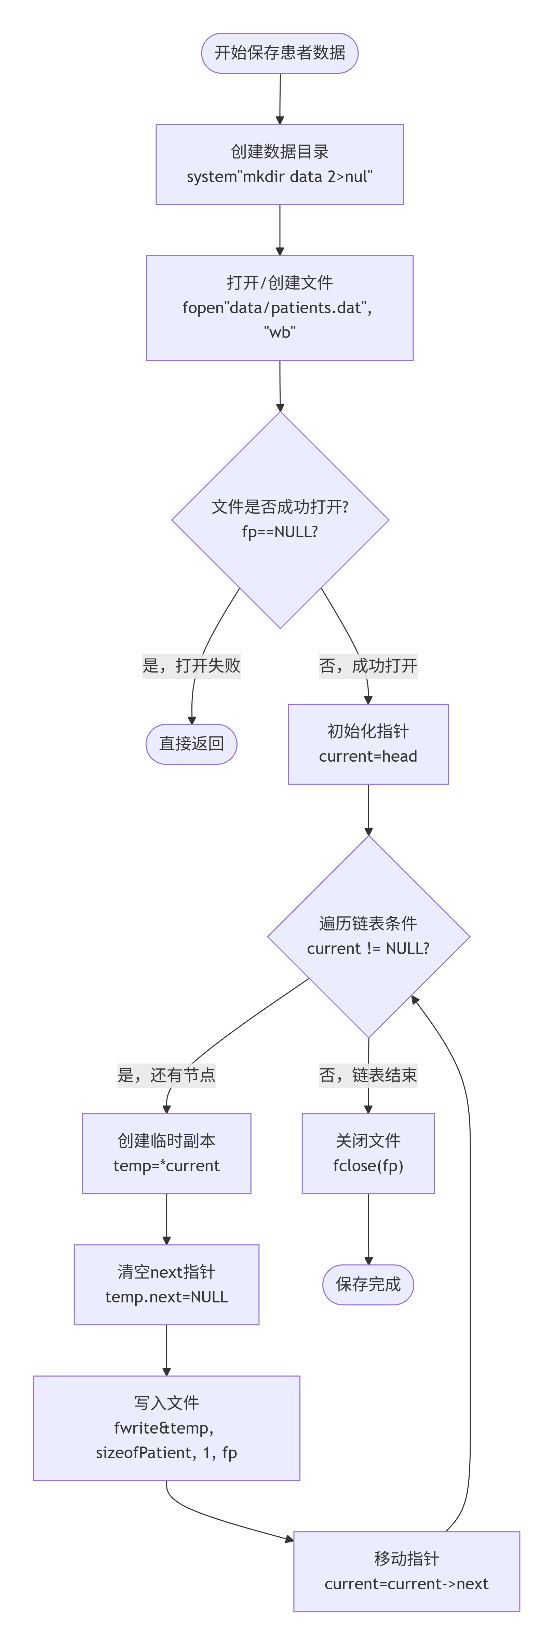 开始保存患者数据
创建数据目录
system"mkdir data 2>nul"
打开/创建文件
fopen"data/patients.dat",
"wb"
文件是否成功打开?
fp==NULL?
是，打开失败
否，成功打开
直接返回
初始化指针
current=head
遍历链表条件
current != NULL?
是，还有节点
否，链表结束
创建临时副本
temp=*current
关闭文件
fclose(fp)
清空next指针
temp.next=NULL
保存完成
写入文件
fwrite&temp,
sizeofPatient, 1, fp
移动指针
current=current->next